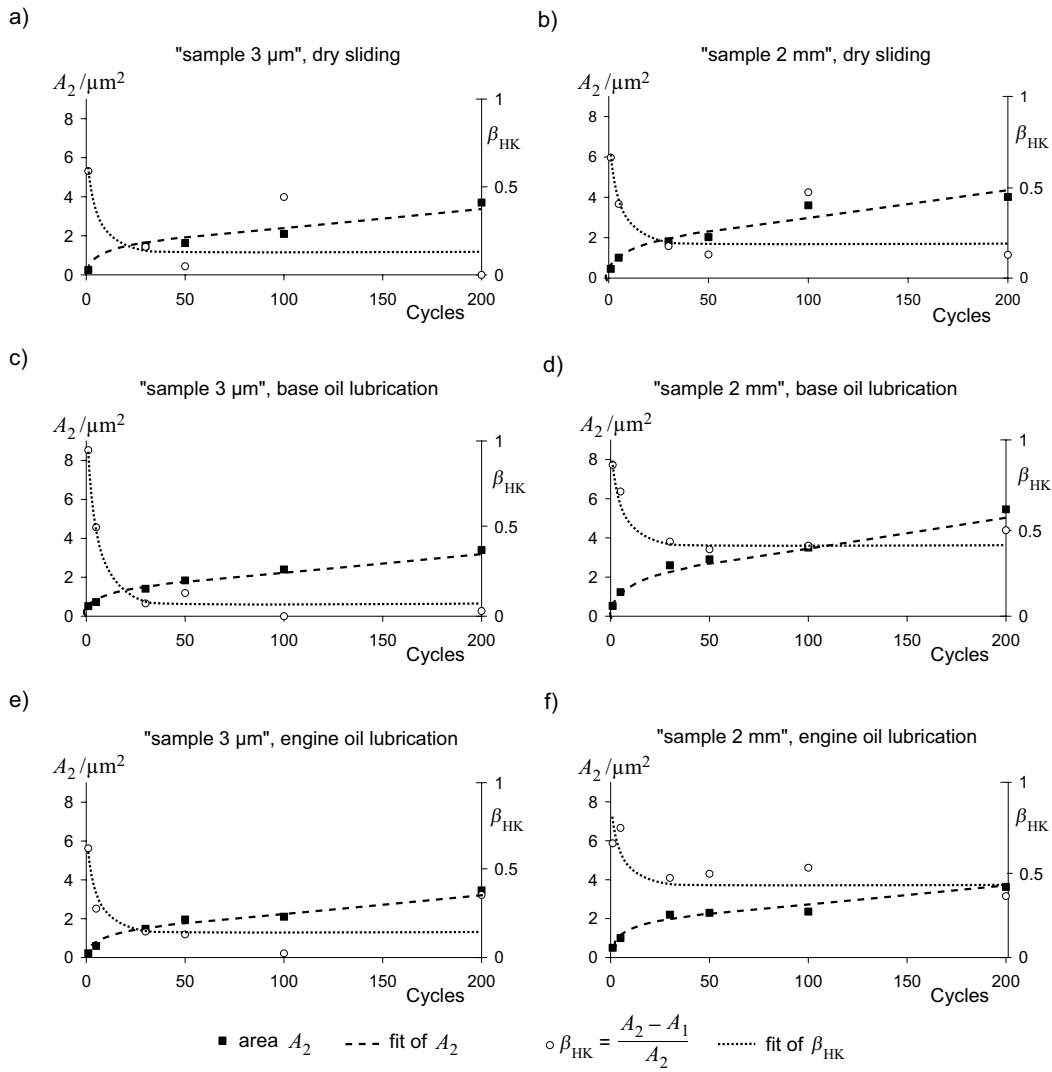 a)
"sample 3 µm", dry sliding
A2 /µm2
βHK
8
6
4
2
0
1
0.5
0
0 50 100 150 200
Cycles
b)
"sample 2 mm", dry sliding
A2 /µm2
βHK
8
6
4
2
0
1
0.5
0
0 50 100 150 200
Cycles
c)
"sample 3 µm", base oil lubrication
A2 /µm2
βHK
8
6
4
2
0
1
0.5
0
0 50 100 150 200
Cycles
d)
"sample 2 mm", base oil lubrication
A2 /µm2
βHK
8
6
4
2
0
1
0.5
0
0 50 100 150 200
Cycles
e)
"sample 3 µm", engine oil lubrication
A2 /µm2
βHK
8
6
4
2
0
1
0.5
0
0 50 100 150 200
Cycles
f)
"sample 2 mm", engine oil lubrication
A2 /µm2
βHK
8
6
4
2
0
1
0.5
0
0 50 100 150 200
Cycles
area A2
fit of A2
βHK = A2 − A1
A2
fit of βHK